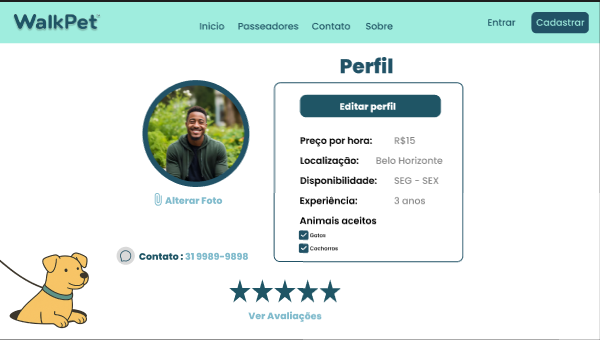 WalkPet
Inicio Passeadores Contato Sobre
Entrar Cadastrar
Perfil
Editar perfil
Preço por hora: R$15
Localização: Belo Horizonte
Disponibilidade: SEG - SEX
Experiência: 3 anos
Animais aceitos
Gatos
Cachorros
Alterar Foto
Contato : 31 9989-9898
Ver Avaliações